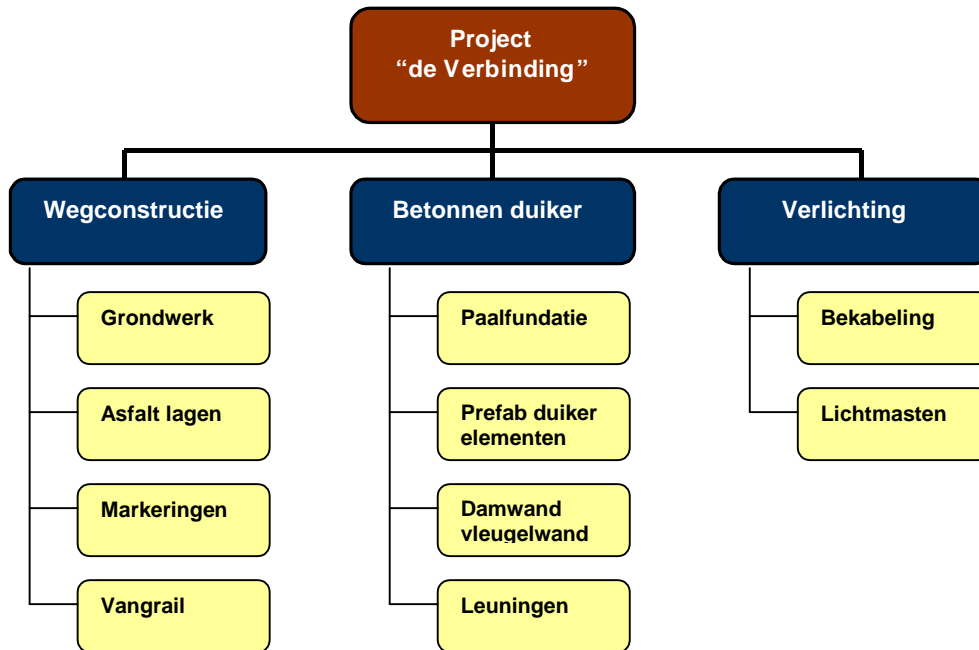 Project
“de Verbinding”
Wegconstructie
Grondwerk
Asfalt lagen
Markeringen
Vangrail
Betonnen duiker
Paalfundatie
Prefab duiker
elementen
Damwand
vleugelwand
Leuningen
Verlichting
Bekabeling
Lichtmasten